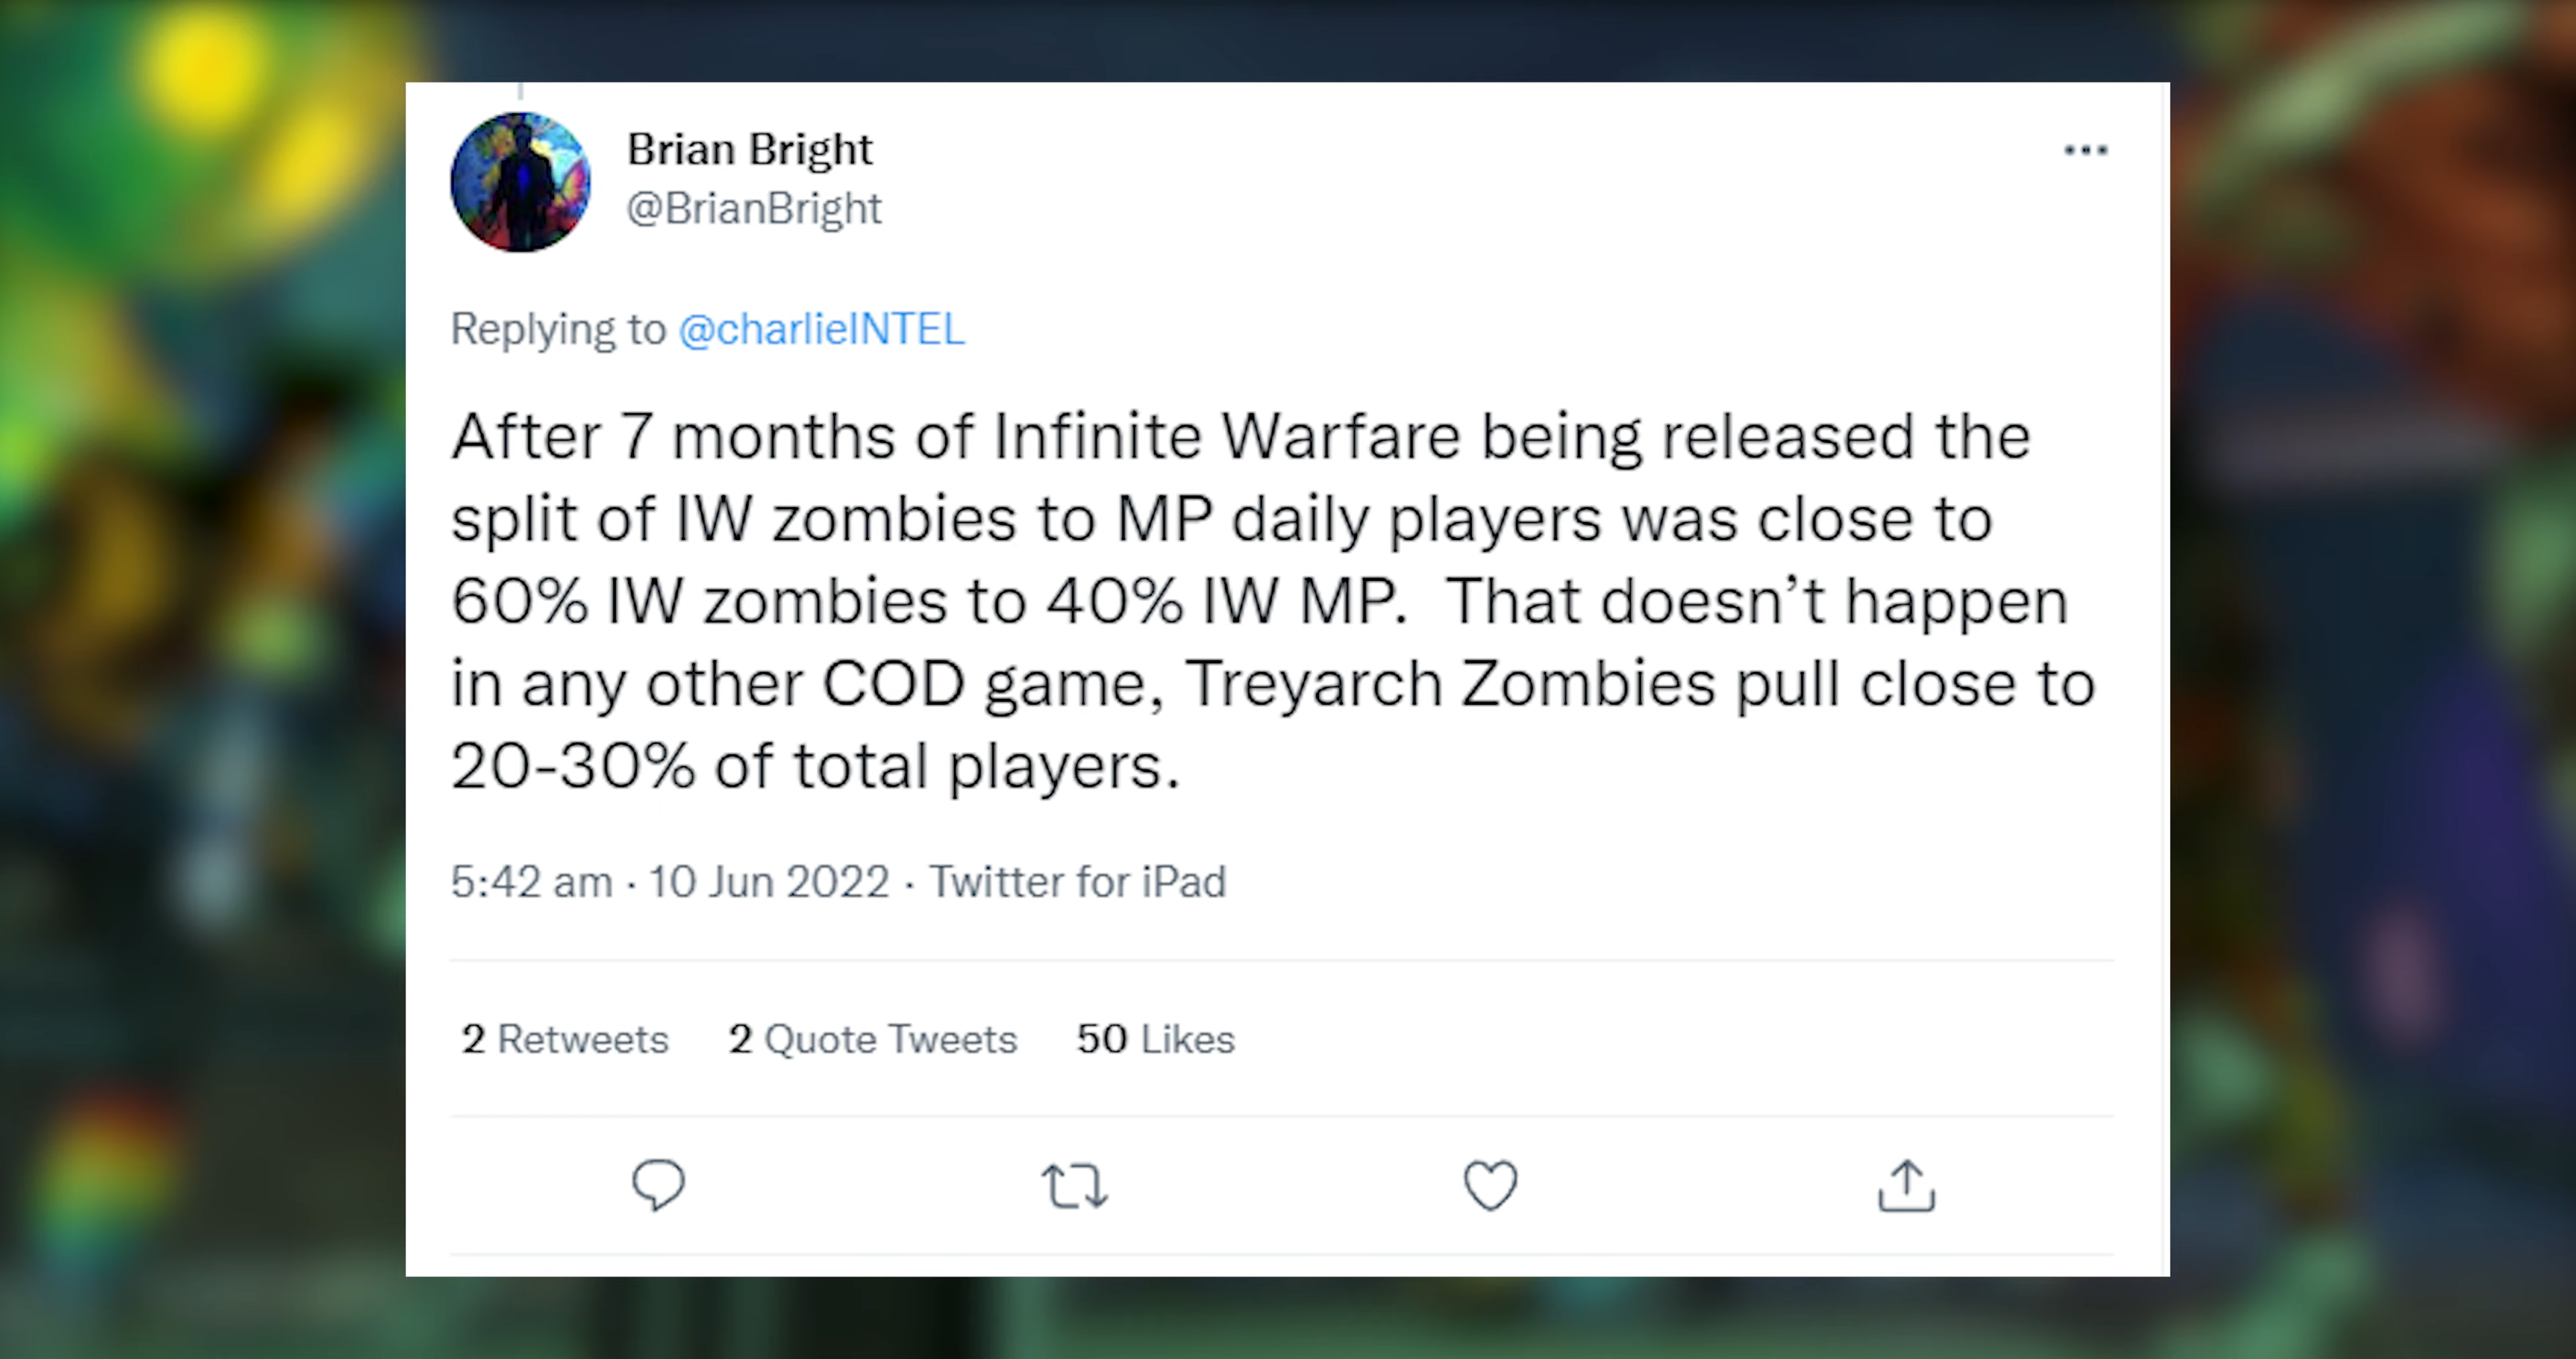 Brian Bright
@BrianBright
Replying to @charlieINTEL
After 7 months of Infinite Warfare being released the
split of IW zombies to MP daily players was close to
60% IW zombies to 40% IW MP.  That doesn’t happen
in any other COD game, Treyarch Zombies pull close to
20-30% of total players.
5:42 am · 10 Jun 2022 · Twitter for iPad
2 Retweets 2 Quote Tweets 50 Likes